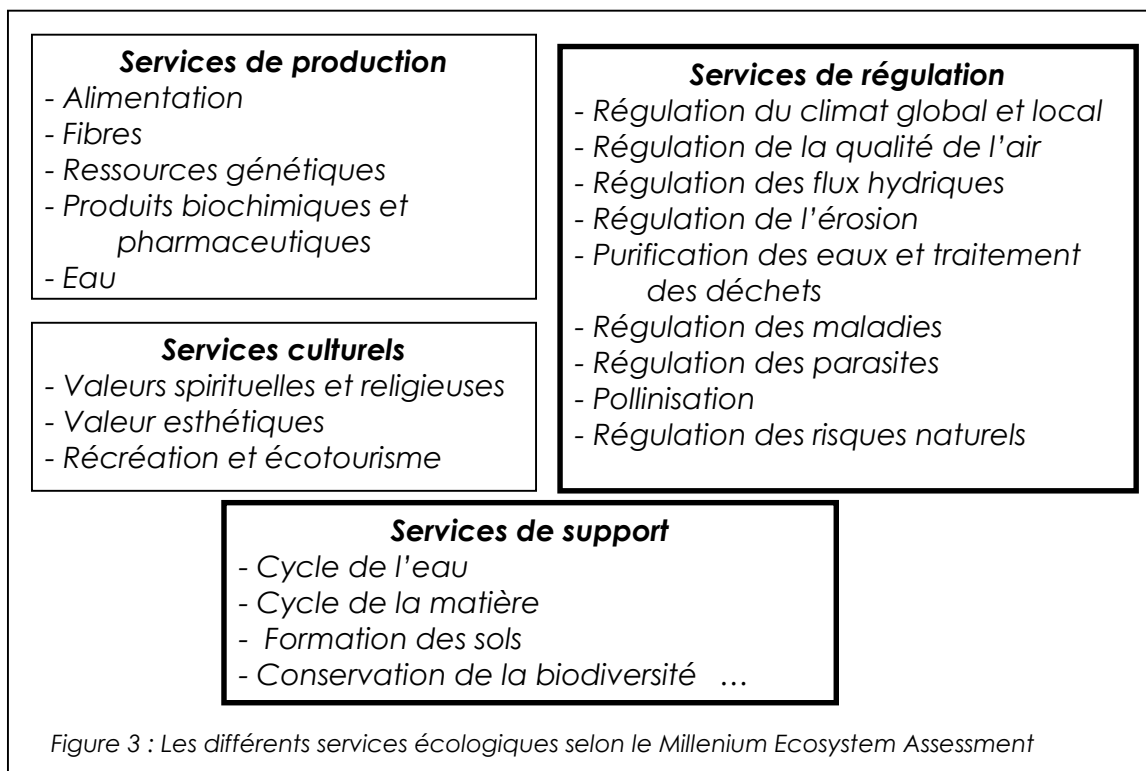 Services de production
- Alimentation
- Fibres
- Ressources génétiques
- Produits biochimiques et
pharmaceutiques
- Eau
Services culturels
- Valeurs spirituelles et religieuses
- Valeur esthétiques
- Récréation et écotourisme
Services de régulation
- Régulation du climat global et local
- Régulation de la qualité de l’air
- Régulation des flux hydriques
- Régulation de l’érosion
- Purification des eaux et traitement
des déchets
- Régulation des maladies
- Régulation des parasites
- Pollinisation
- Régulation des risques naturels
Services de support
- Cycle de l’eau
- Cycle de la matière
- Formation des sols
- Conservation de la biodiversité …
Figure 3 : Les différents services écologiques selon le Millenium Ecosystem Assessment